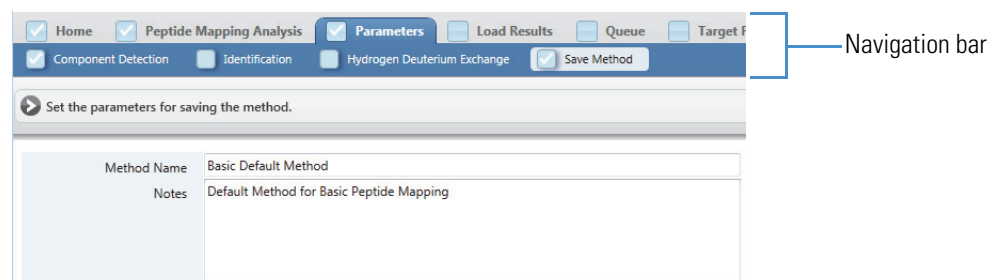 Home Peptide Mapping Analysis Parameters Load Results Queue Target
Component Detection Identification Hydrogen Deuterium Exchange Save Method
Navigation bar
Set the parameters for saving the method.
Method Name Basic Default Method
Notes Default Method for Basic Peptide Mapping